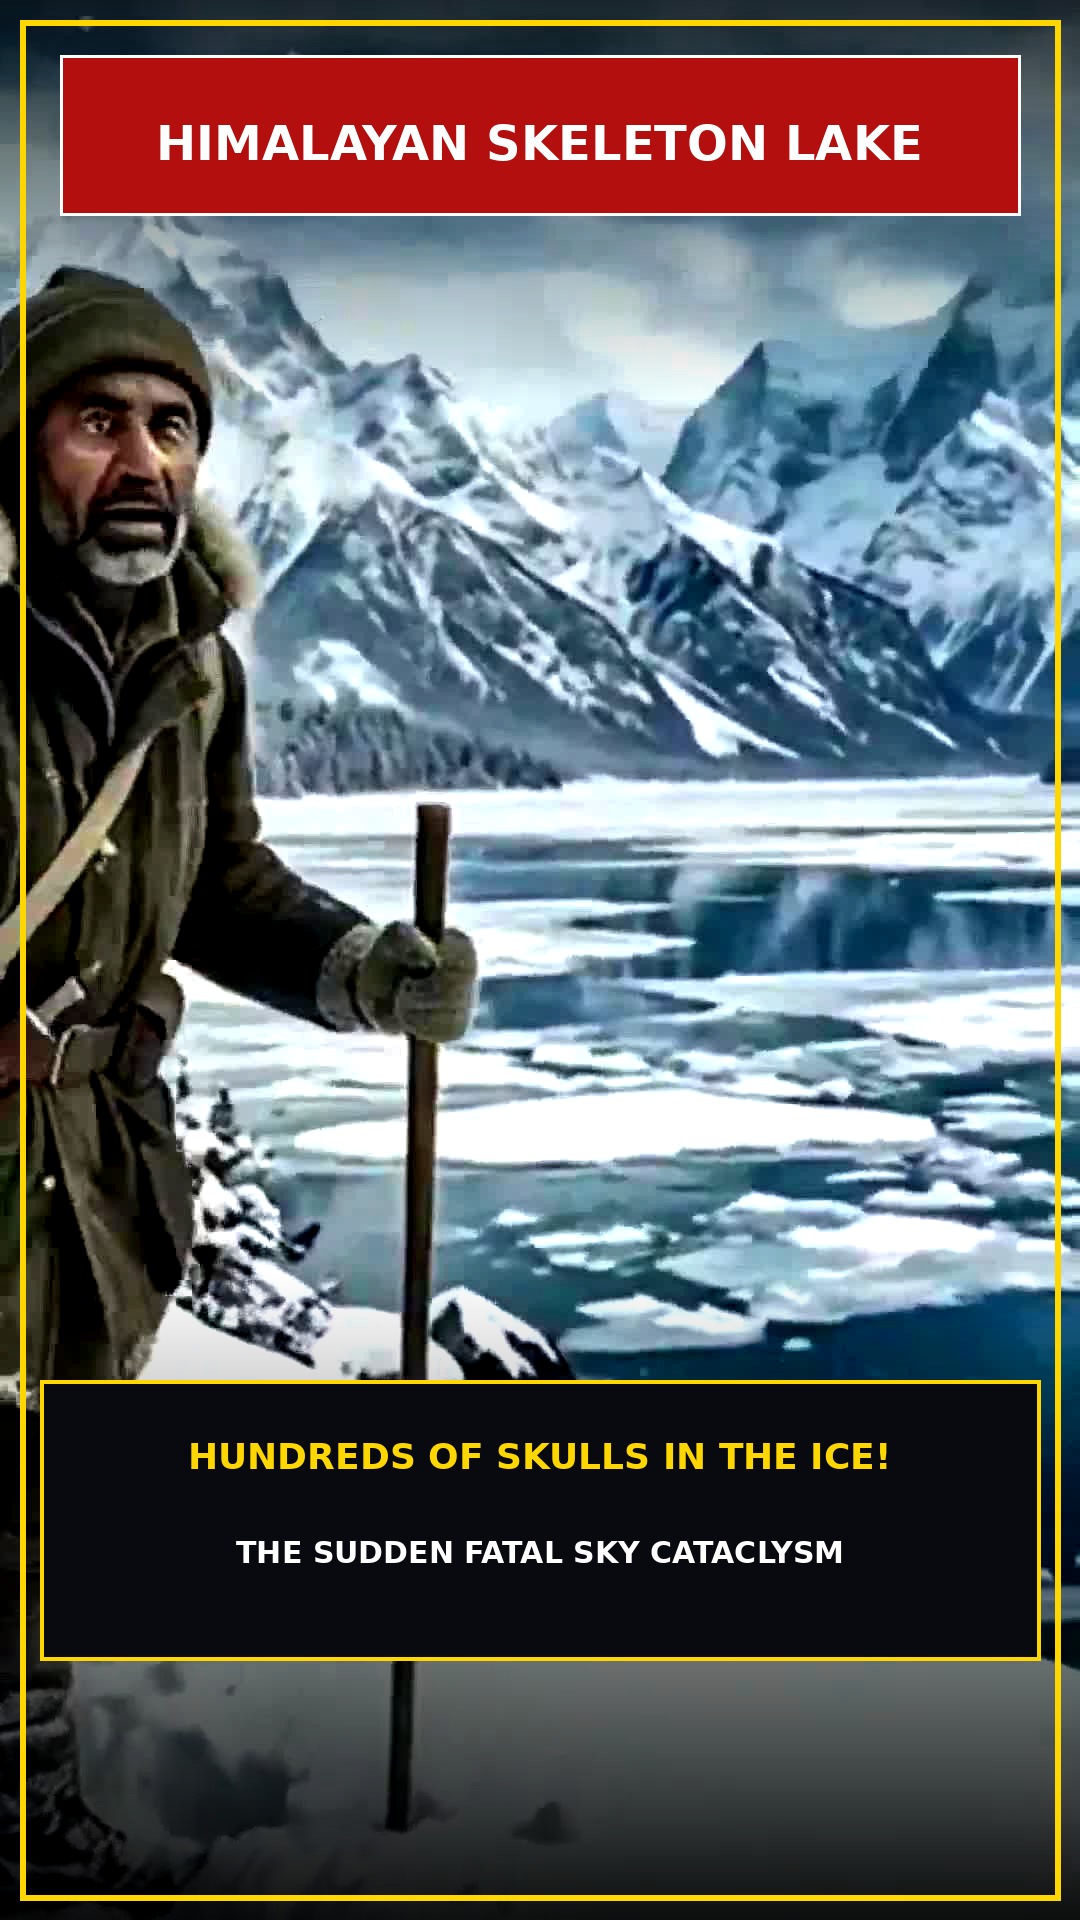 HIMALAYAN SKELETON LAKE
HUNDREDS OF SKULLS IN THE ICE!
THE SUDDEN FATAL SKY CATACLYSM